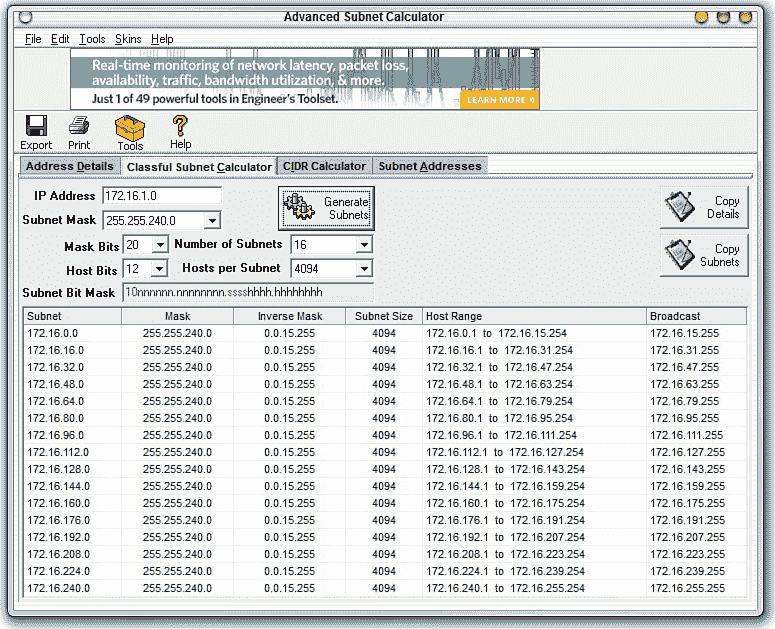 Advanced Subnet Calculator
File Edit Tools Skins Help
Real-time monitoring of network latency, packet loss,
availability, traffic, bandwidth utilization, & more.
Just 1 of 49 powerful tools in Engineer's Toolset.
LEARN MORE »
Export Print Tools Help
Address Details Classful Subnet Calculator CIDR Calculator Subnet Addresses
IP Address 172.16.1.0
Generate
Subnets
Copy
Details
Subnet Mask 255.255.240.0
Mask Bits 20 Number of Subnets 16
Copy
Subnets
Host Bits 12 Hosts per Subnet 4094
Subnet Bit Mask 10nnnnnn.nnnnnnnn.sssshhhh.hhhhhhhh
Subnet Mask Inverse Mask Subnet Size Host Range Broadcast
172.16.0.0 255.255.240.0 0.0.15.255 4094 172.16.0.1 to 172.16.15.254 172.16.15.255
172.16.16.0 255.255.240.0 0.0.15.255 4094 172.16.16.1 to 172.16.31.254 172.16.31.255
172.16.32.0 255.255.240.0 0.0.15.255 4094 172.16.32.1 to 172.16.47.254 172.16.47.255
172.16.48.0 255.255.240.0 0.0.15.255 4094 172.16.48.1 to 172.16.63.254 172.16.63.255
172.16.64.0 255.255.240.0 0.0.15.255 4094 172.16.64.1 to 172.16.79.254 172.16.79.255
172.16.80.0 255.255.240.0 0.0.15.255 4094 172.16.80.1 to 172.16.95.254 172.16.95.255
172.16.96.0 255.255.240.0 0.0.15.255 4094 172.16.96.1 to 172.16.111.254 172.16.111.255
172.16.112.0 255.255.240.0 0.0.15.255 4094 172.16.112.1 to 172.16.127.254 172.16.127.255
172.16.128.0 255.255.240.0 0.0.15.255 4094 172.16.128.1 to 172.16.143.254 172.16.143.255
172.16.144.0 255.255.240.0 0.0.15.255 4094 172.16.144.1 to 172.16.159.254 172.16.159.255
172.16.160.0 255.255.240.0 0.0.15.255 4094 172.16.160.1 to 172.16.175.254 172.16.175.255
172.16.176.0 255.255.240.0 0.0.15.255 4094 172.16.176.1 to 172.16.191.254 172.16.191.255
172.16.192.0 255.255.240.0 0.0.15.255 4094 172.16.192.1 to 172.16.207.254 172.16.207.255
172.16.208.0 255.255.240.0 0.0.15.255 4094 172.16.208.1 to 172.16.223.254 172.16.223.255
172.16.224.0 255.255.240.0 0.0.15.255 4094 172.16.224.1 to 172.16.239.254 172.16.239.255
172.16.240.0 255.255.240.0 0.0.15.255 4094 172.16.240.1 to 172.16.255.254 172.16.255.255